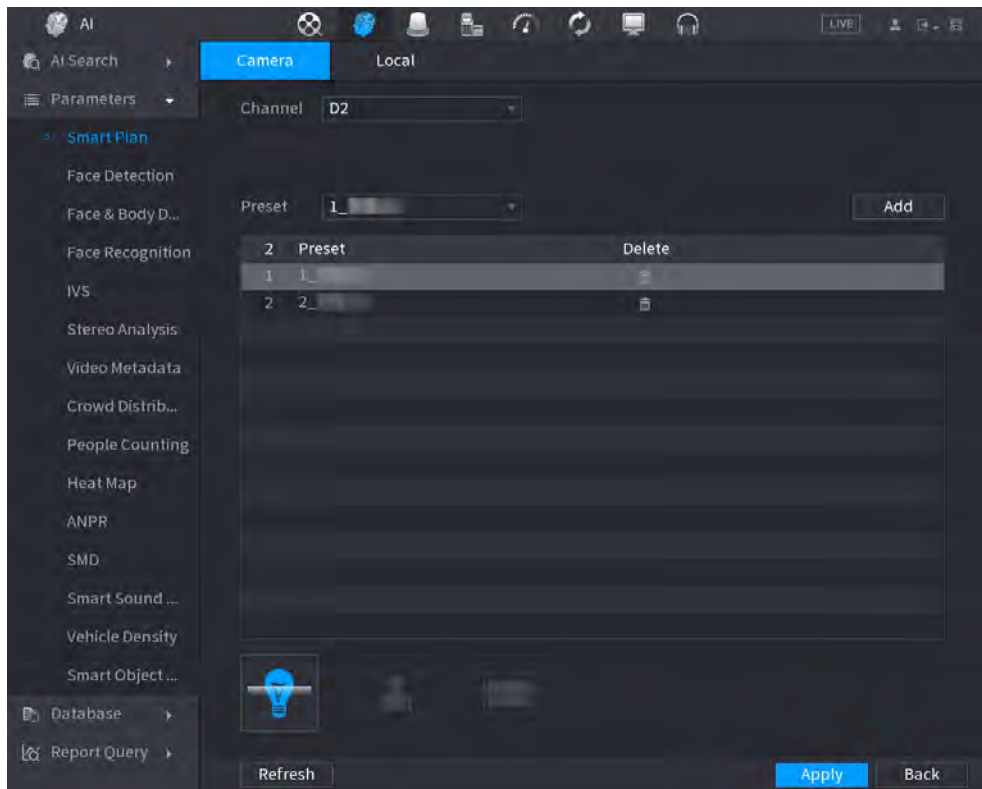 AI
LIVE
AI Search
Camera Local
Parameters
Channel D2
Smart Plan
Face Detection
Face & Body D...
Preset 1_
Add
Face Recognition
2 Preset Delete
1 1_
IVS
2 2_
Stereo Analysis
Video Metadata
Crowd Distrib...
People Counting
Heat Map
ANPR
SMD
Smart Sound ...
Vehicle Density
Smart Object ...
Database
Report Query
Refresh Apply Back